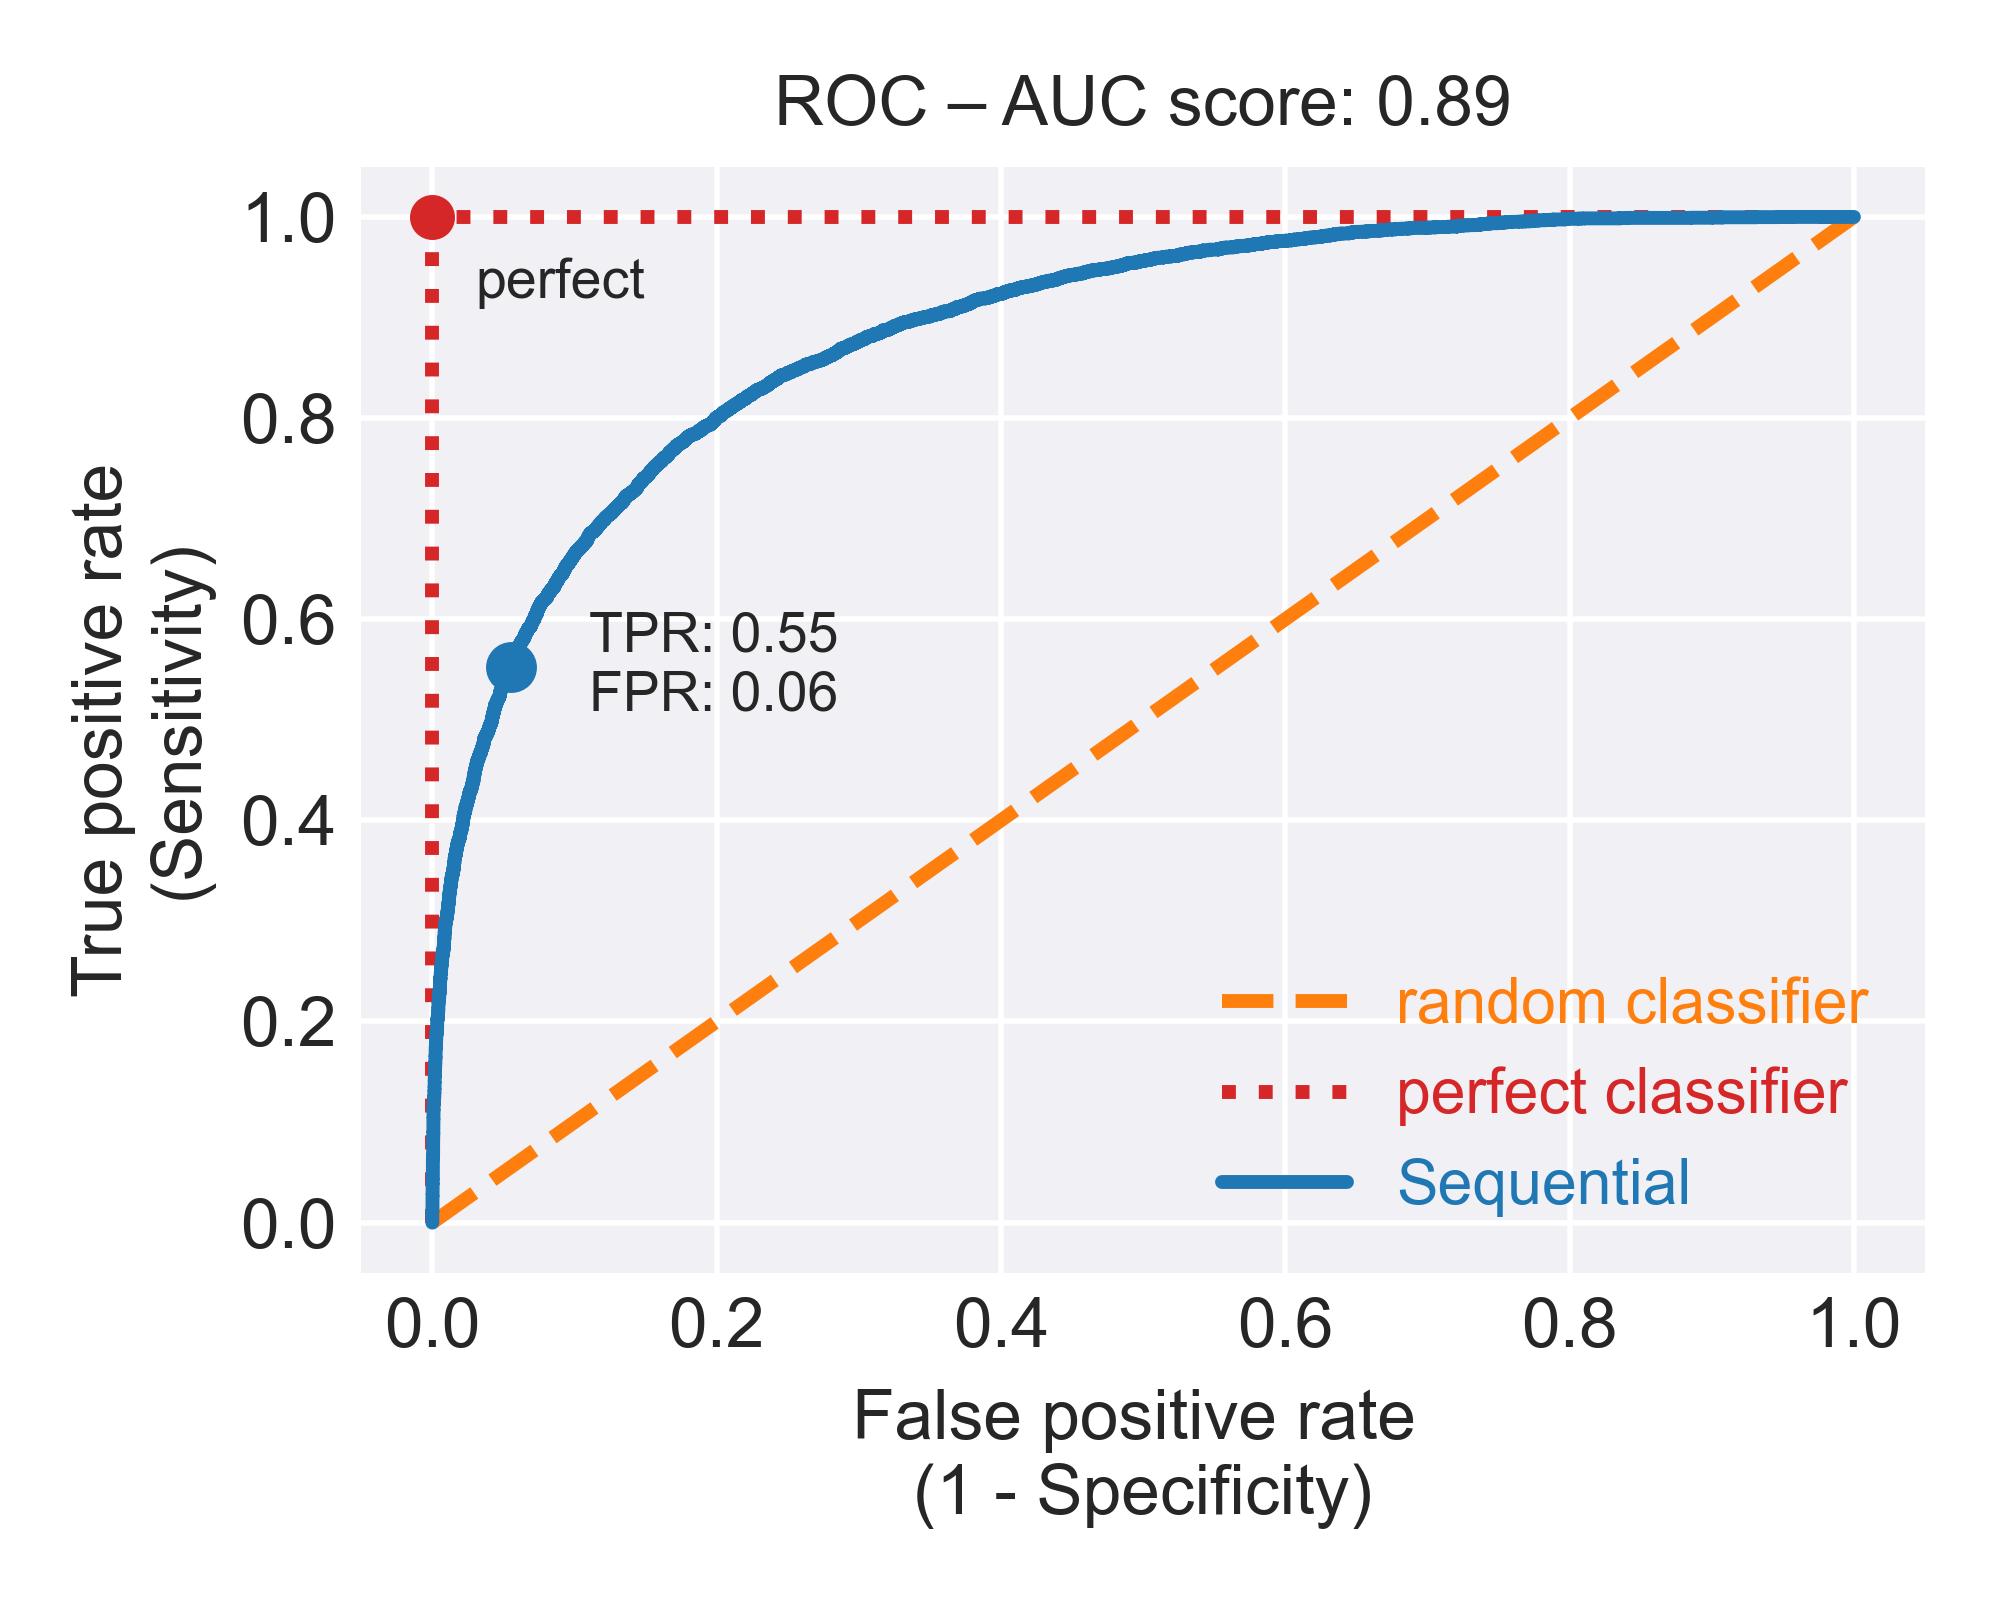 ROC – AUC score: 0.89
True positive rate
(Sensitivity)
1.0
0.8
0.6
0.4
0.2
0.0
perfect
TPR: 0.55
FPR: 0.06
random classifier
perfect classifier
Sequential
0.0 0.2 0.4 0.6 0.8 1.0
False positive rate
(1 - Specificity)